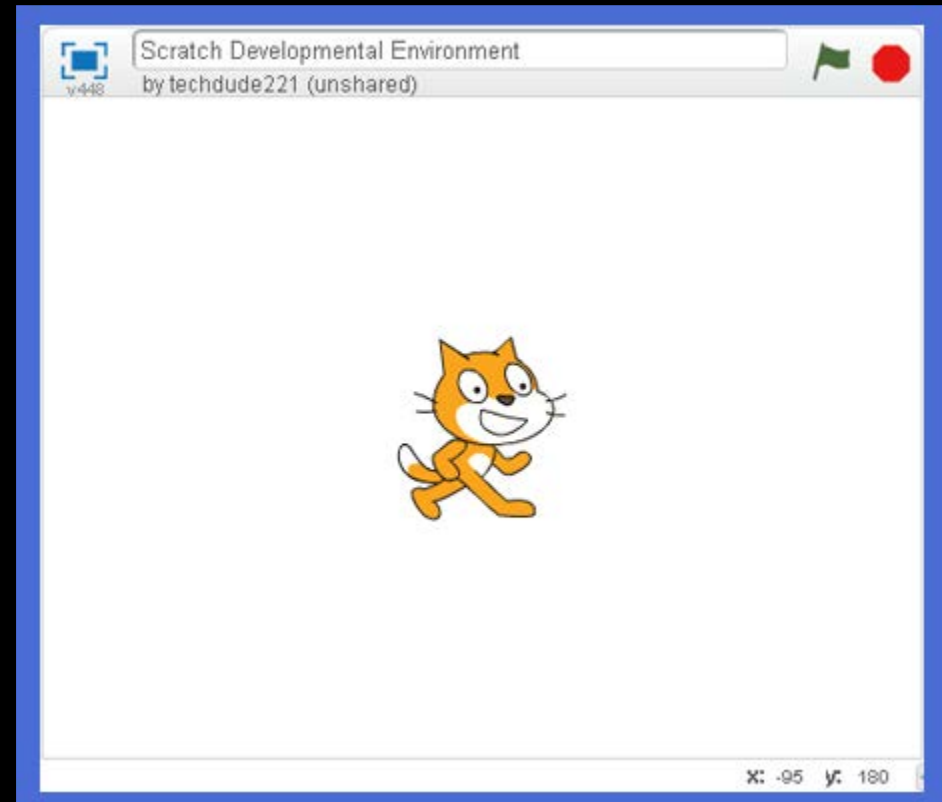 Scratch Developmental Environment
by techdude221 (unshared)
v448
x: -95 y: 180